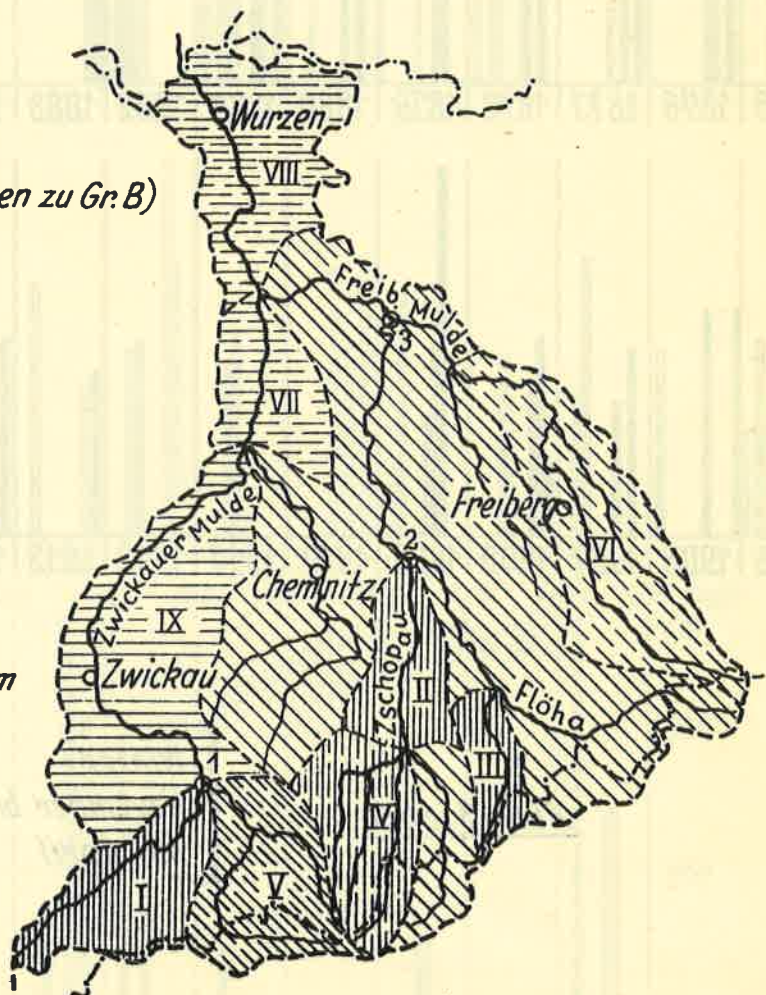 Wurzen
VIII
en zu Gr. B)
Freib. Mulde
3
VII
Freiberg
VI
2
Zwickauer Mulde
Chemnitz
IX
Zschopau
m
Zwickau
II
Flöha
III
1
IV
I
V